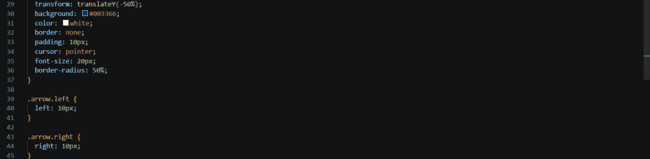 29 transform: translateY(-50%);
30 background: #003366;
31 color: white;
32 border: none;
33 padding: 10px;
34 cursor: pointer;
35 font-size: 20px;
36 border-radius: 50%;
37 }
38
39 .arrow.left {
40 left: 10px;
41 }
42
43 .arrow.right {
44 right: 10px;
45 }